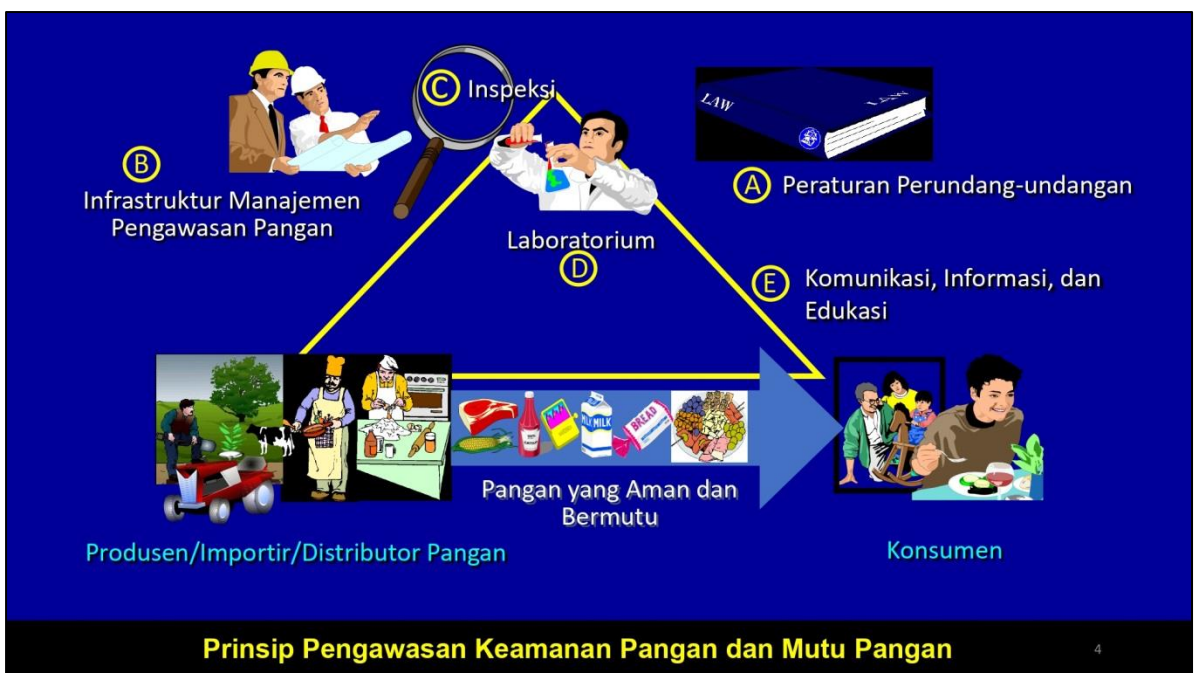 C Inspeksi
LAW
LAW
B
Infrastruktur Manajemen
Pengawasan Pangan
A Peraturan Perundang-undangan
Laboratorium
D
E Komunikasi, Informasi, dan
Edukasi
MILK
BREAD
Pangan yang Aman dan
Bermutu
Produsen/Importir/Distributor Pangan
Konsumen
Prinsip Pengawasan Keamanan Pangan dan Mutu Pangan
4